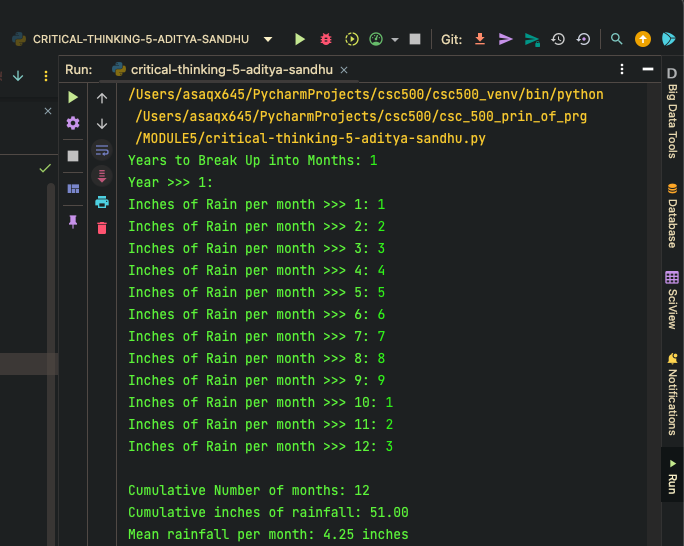 CRITICAL-THINKING-5-ADITYA-SANDHU
Git:
Run:
critical-thinking-5-aditya-sandhu
/Users/asaqx645/PycharmProjects/csc500/csc500_venv/bin/python
/Users/asaqx645/PycharmProjects/csc500/csc_500_prin_of_prg
/MODULE5/critical-thinking-5-aditya-sandhu.py
Years to Break Up into Months: 1
Year >>> 1:
Inches of Rain per month >>> 1: 1
Inches of Rain per month >>> 2: 2
Inches of Rain per month >>> 3: 3
Inches of Rain per month >>> 4: 4
Inches of Rain per month >>> 5: 5
Inches of Rain per month >>> 6: 6
Inches of Rain per month >>> 7: 7
Inches of Rain per month >>> 8: 8
Inches of Rain per month >>> 9: 9
Inches of Rain per month >>> 10: 1
Inches of Rain per month >>> 11: 2
Inches of Rain per month >>> 12: 3
Cumulative Number of months: 12
Cumulative inches of rainfall: 51.00
Mean rainfall per month: 4.25 inches
D
Big Data Tools
Database
SciView
Notifications
Run